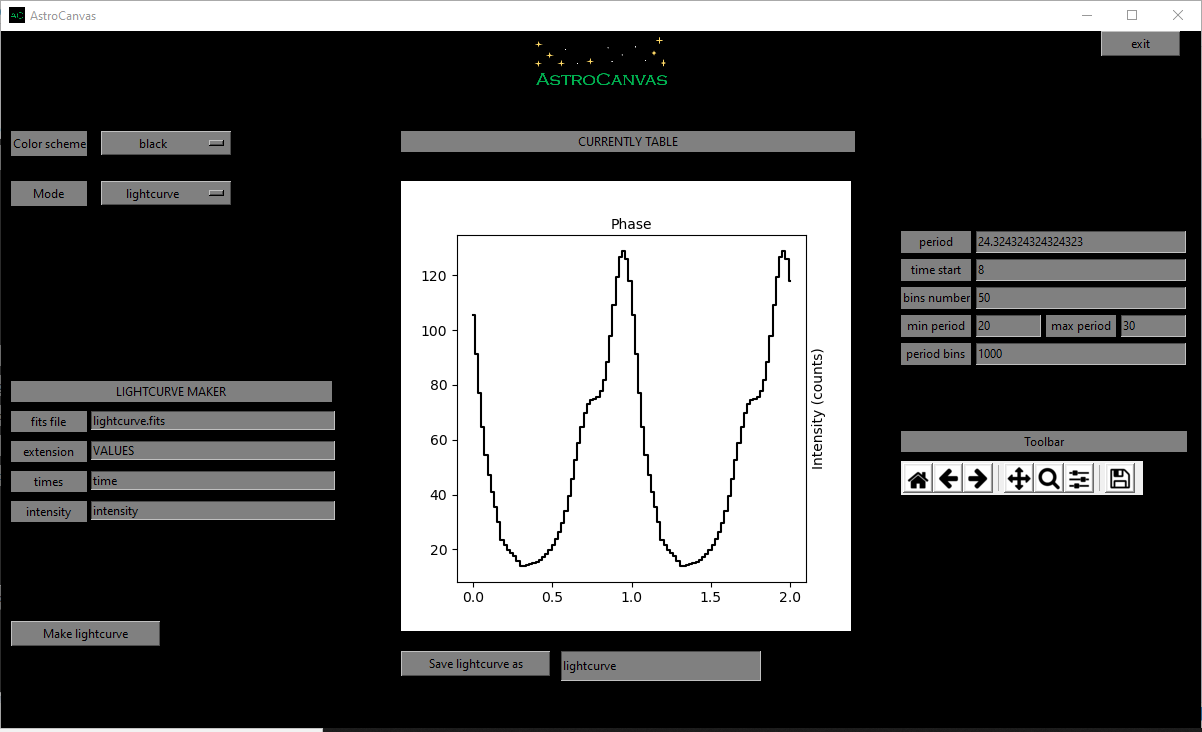 AstroCanvas
exit
ASTROCANVAS
Color scheme black
CURRENTLY TABLE
Mode lightcurve
Phase
120
100
80
60
40
20
0.0 0.5 1.0 1.5 2.0
Intensity (counts)
period 24.324324324324323
time start 8
bins number 50
min period 20 max period 30
period bins 1000
LIGHTCURVE MAKER
fits file lightcurve.fits
extension VALUES
times time
intensity intensity
Toolbar
Make lightcurve
Save lightcurve as lightcurve